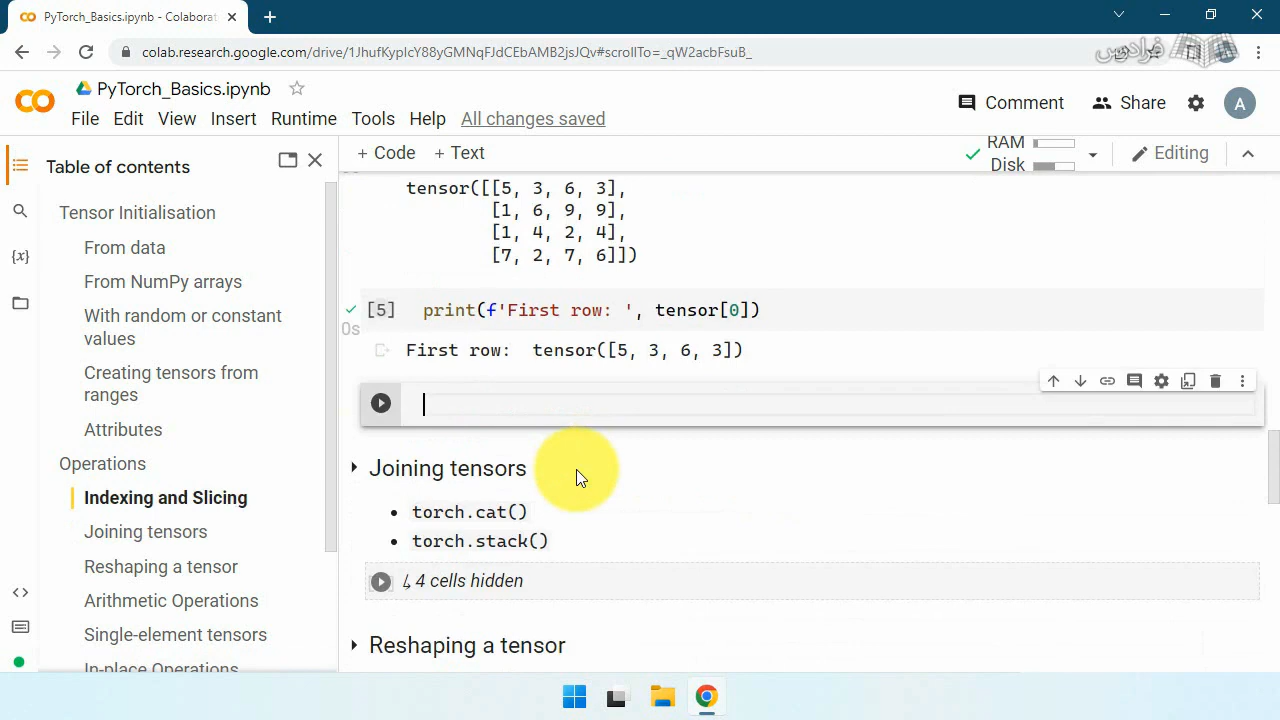 PyTorch_Basics.ipynb - Colaborat
colab.research.google.com/drive/1JhufKypIcY88yGMNqFJdCEbAMB2jsJQv#scrollTo=_qW2acbFsuB_
فرادرس
PyTorch_Basics.ipynb
File Edit View Insert Runtime Tools Help All changes saved
Comment
Share
A
Table of contents
Tensor Initialisation
From data
From NumPy arrays
With random or constant
values
Creating tensors from
ranges
Attributes
Operations
Indexing and Slicing
Joining tensors
Reshaping a tensor
Arithmetic Operations
Single-element tensors
In-place Operations
+ Code + Text
RAM
Disk
Editing
tensor([[5, 3, 6, 3],
[1, 6, 9, 9],
[1, 4, 2, 4],
[7, 2, 7, 6]])
[5] print(f'First row: ', tensor[0])
0s
First row: tensor([5, 3, 6, 3])
Joining tensors
• torch.cat()
• torch.stack()
4 cells hidden
Reshaping a tensor